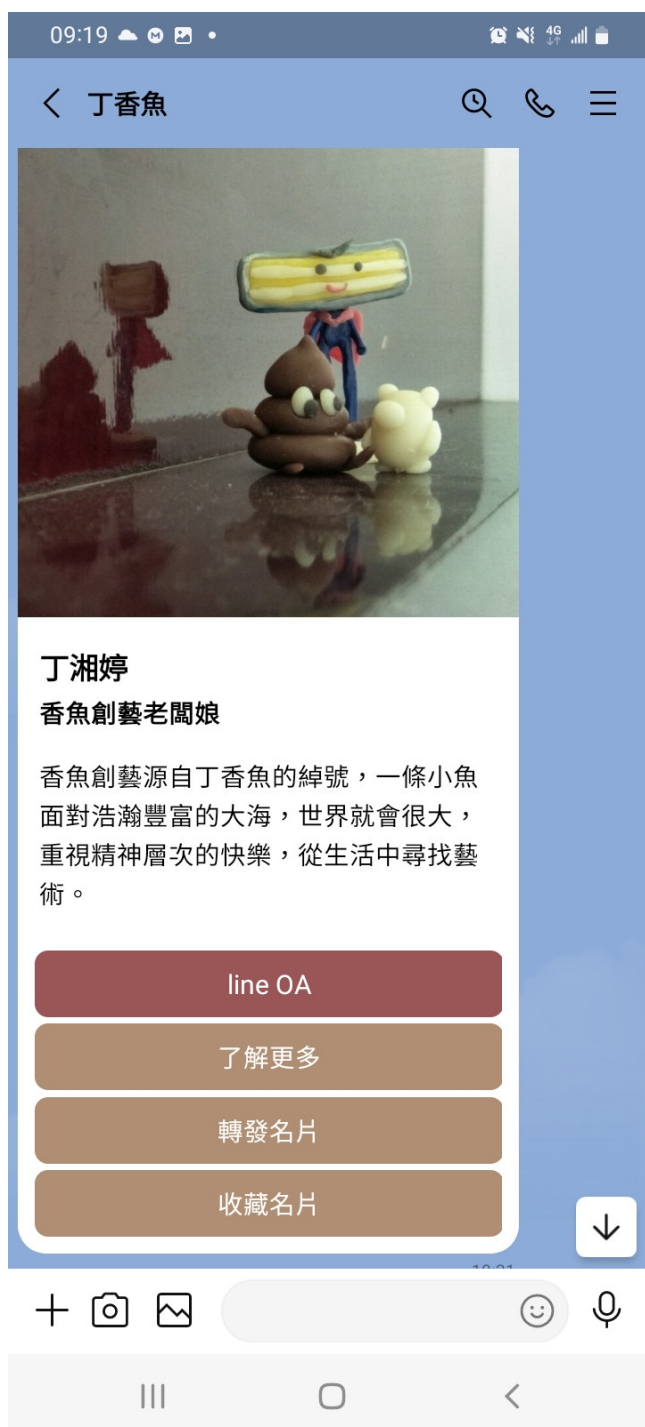 09:19
4G
丁香魚
丁湘婷
香魚創藝老闆娘
香魚創藝源自丁香魚的綽號，一條小魚
面對浩瀚豐富的大海，世界就會很大，
重視精神層次的快樂，從生活中尋找藝
術。
line OA
了解更多
轉發名片
收藏名片